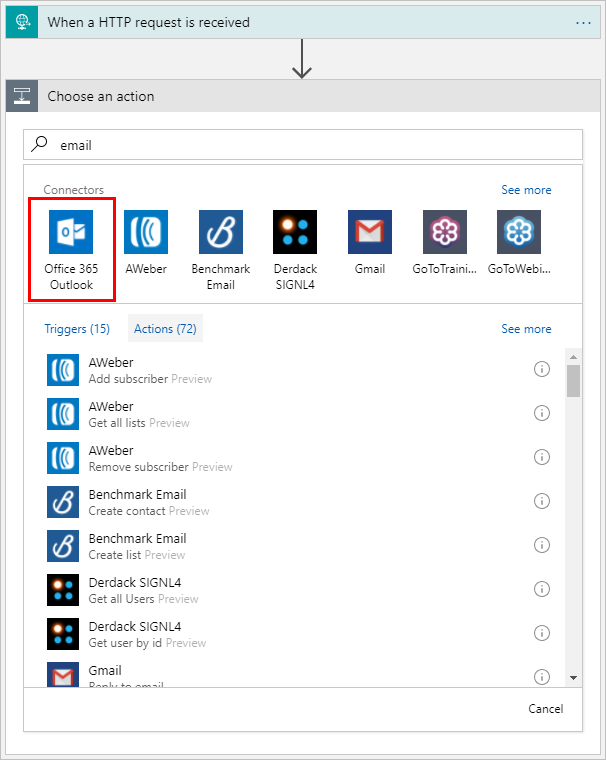 When a HTTP request is received
Choose an action
email
Connectors
See more
Office 365
Outlook
AWeber
Benchmark
Email
Derdack
SIGNL4
Gmail
GoToTraini...
GoToWebi...
Triggers (15)
Actions (72)
See more
AWeber
Add subscriber Preview
AWeber
Get all lists Preview
AWeber
Remove subscriber Preview
Benchmark Email
Create contact Preview
Benchmark Email
Create list Preview
Derdack SIGNL4
Get all Users Preview
Derdack SIGNL4
Get user by id Preview
Gmail
Reply to email
Cancel